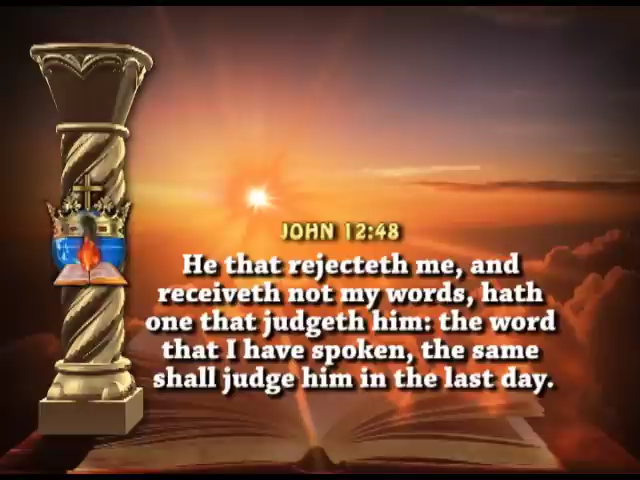 JOHN 12:48
He that rejecteth me, and
receiveth not my words, hath
one that judgeth him: the word
that I have spoken, the same
shall judge him in the last day.